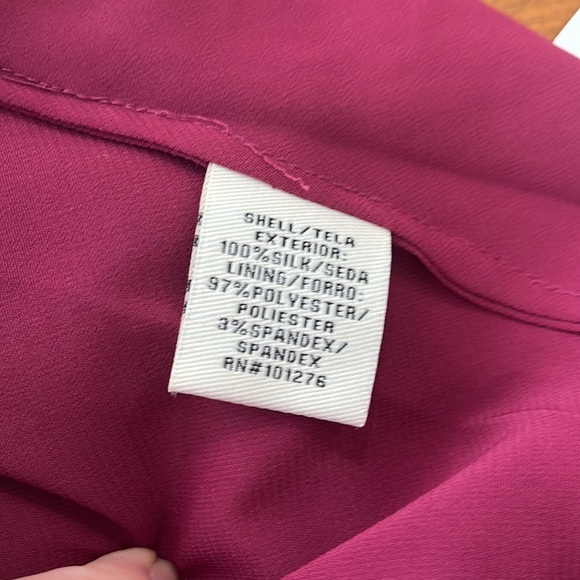 SHELL/TELA
EXTERIOR:
100%SILK/SEDA
LINING/FORRO:
97%POLYESTER/
POLIESTER
3%SPANDEX/
SPANDEX
RN#101276